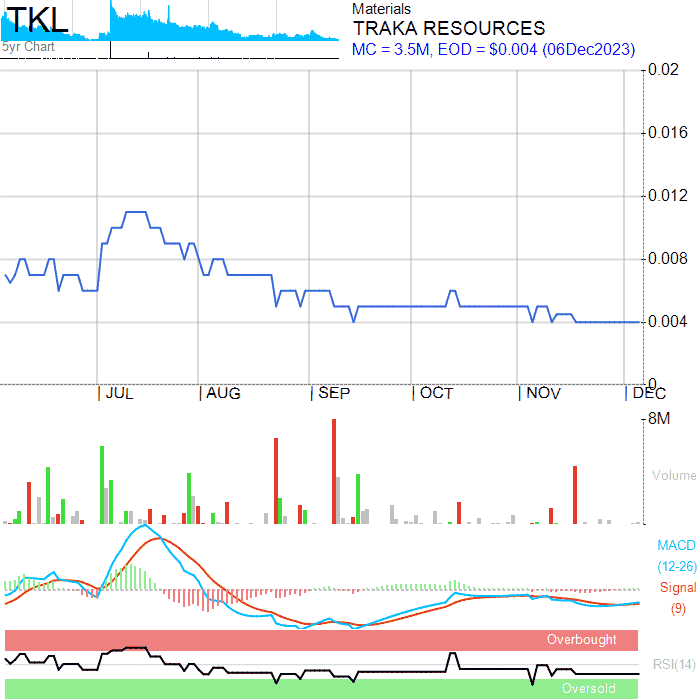 TKL
5yr Chart
Materials
TRAKA RESOURCES
MC = 3.5M, EOD = $0.004 (06Dec2023)
0.02
0.016
0.012
0.008
0.004
0
JUL AUG SEP OCT NOV DEC
8M
Volume
MACD
(12-26)
Signal
(9)
Overbought
RSI(14)
Oversold